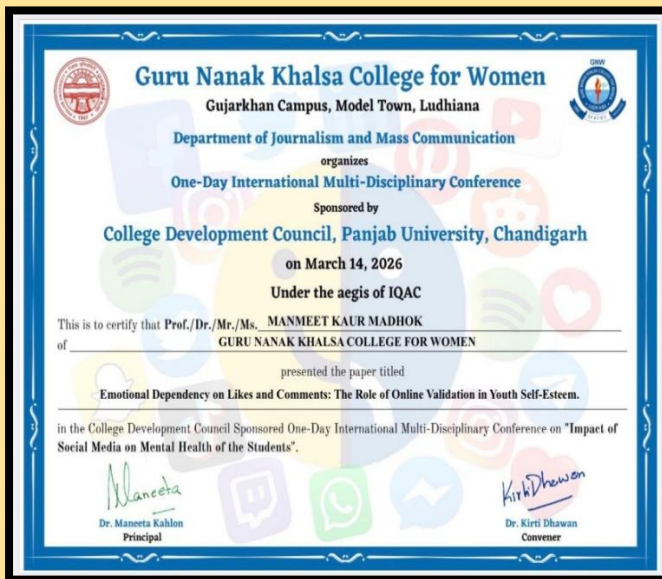 GNW
Guru Nanak Khalsa College for Women
Gujarkhan Campus, Model Town, Ludhiana
Department of Journalism and Mass Communication
organizes
One-Day International Multi-Disciplinary Conference
Sponsored by
College Development Council, Panjab University, Chandigarh
on March 14, 2026
Under the aegis of IQAC
This is to certify that Prof./Dr./Mr./Ms. MANMEET KAUR MADHOK
of GURU NANAK KHALSA COLLEGE FOR WOMEN
presented the paper titled
Emotional Dependency on Likes and Comments: The Role of Online Validation in Youth Self-Esteem.
in the College Development Council Sponsored One-Day International Multi-Disciplinary Conference on "Impact of
Social Media on Mental Health of the Students".
Maneeta
Kirti Dhawan
Dr. Maneeta Kahlon
Dr. Kirti Dhawan
Principal
Convener